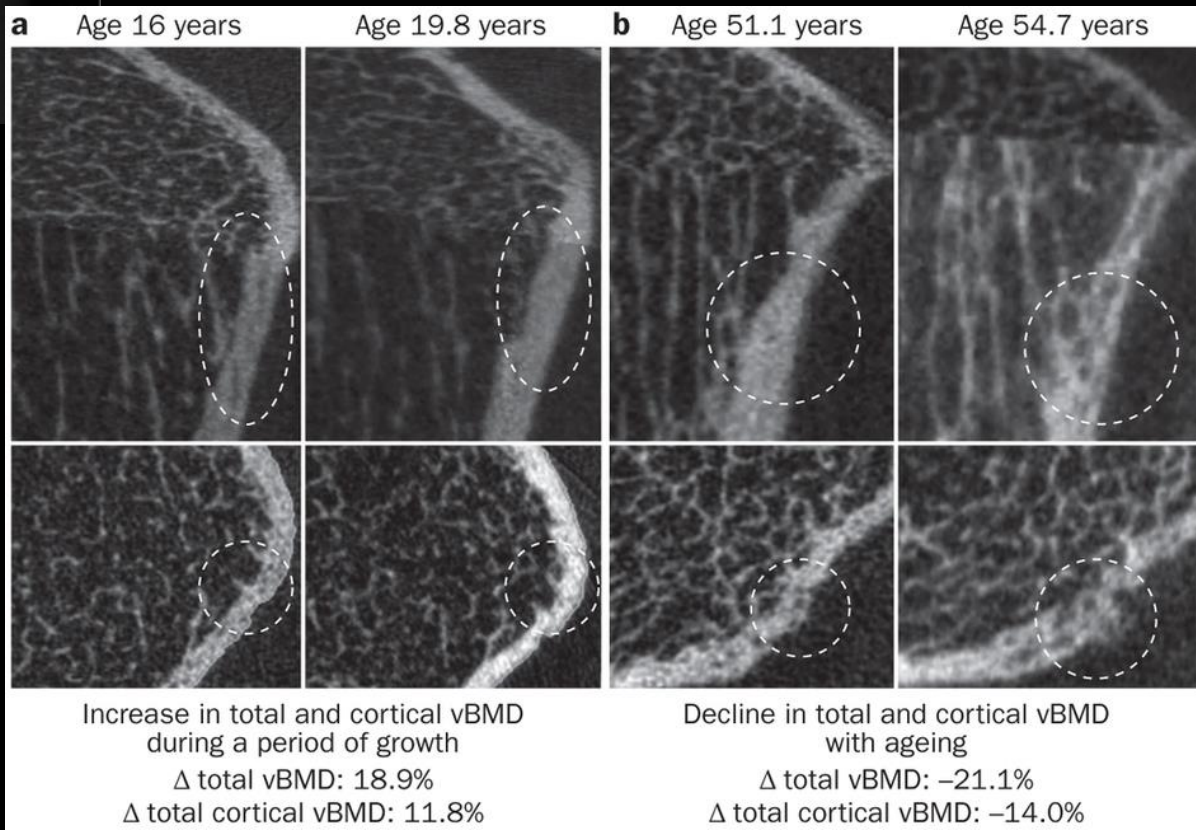 a Age 16 years Age 19.8 years b Age 51.1 years Age 54.7 years
Increase in total and cortical vBMD
during a period of growth
Δ total vBMD: 18.9%
Δ total cortical vBMD: 11.8%
Decline in total and cortical vBMD
with ageing
Δ total vBMD: –21.1%
Δ total cortical vBMD: –14.0%